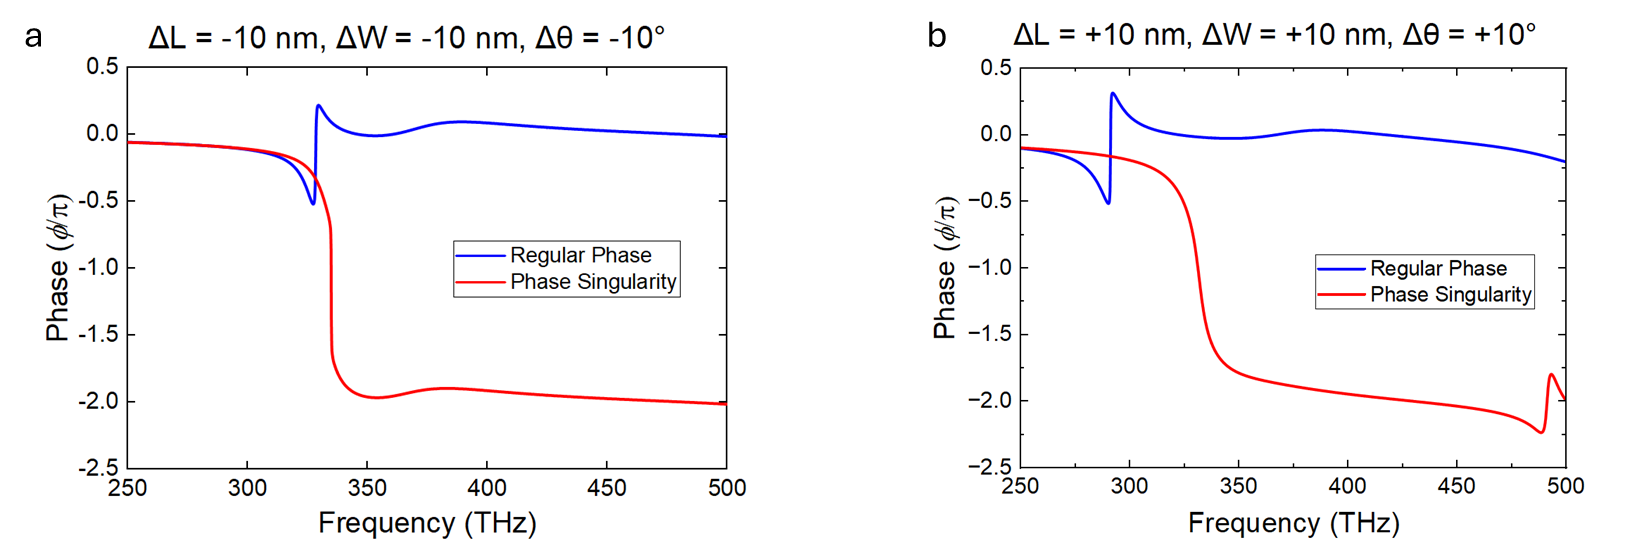 a
ΔL = -10 nm, ΔW = -10 nm, Δθ = -10°
0.5
0.0
-0.5
-1.0
-1.5
-2.0
-2.5
Phase (ϕ/π)
Regular Phase
Phase Singularity
250 300 350 400 450 500
Frequency (THz)
b
ΔL = +10 nm, ΔW = +10 nm, Δθ = +10°
0.5
0.0
−0.5
−1.0
−1.5
−2.0
−2.5
Phase (ϕ/π)
Regular Phase
Phase Singularity
250 300 350 400 450 500
Frequency (THz)